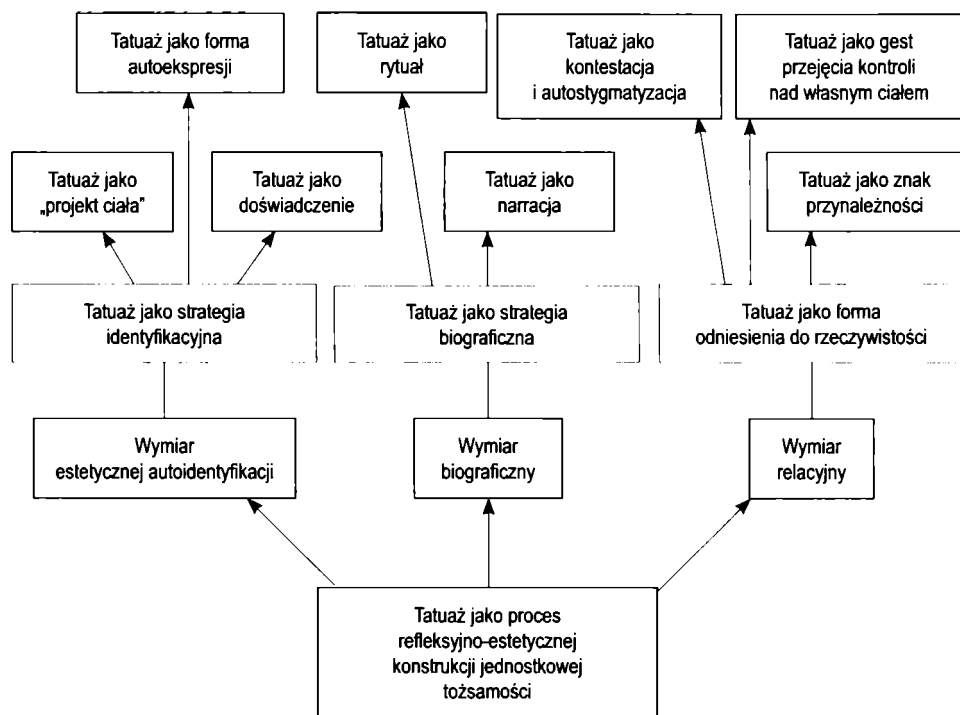 Tatuaż jako forma
autoekspresji
Tatuaż jako
rytuał
Tatuaż jako
kontestacja
i autostygmatyzacja
Tatuaż jako gest
przejęcia kontroli
nad własnym ciałem
Tatuaż jako
„projekt ciała”
Tatuaż jako
doświadczenie
Tatuaż jako
narracja
Tatuaż jako znak
przynależności
Tatuaż jako strategia
identyfikacyjna
Tatuaż jako strategia
biograficzna
Tatuaż jako forma
odniesienia do rzeczywistości
Wymiar
estetycznej autoidentyfikacji
Wymiar
biograficzny
Wymiar
relacyjny
Tatuaż jako proces
refleksyjno-estetycznej
konstrukcji jednostkowej
tożsamości